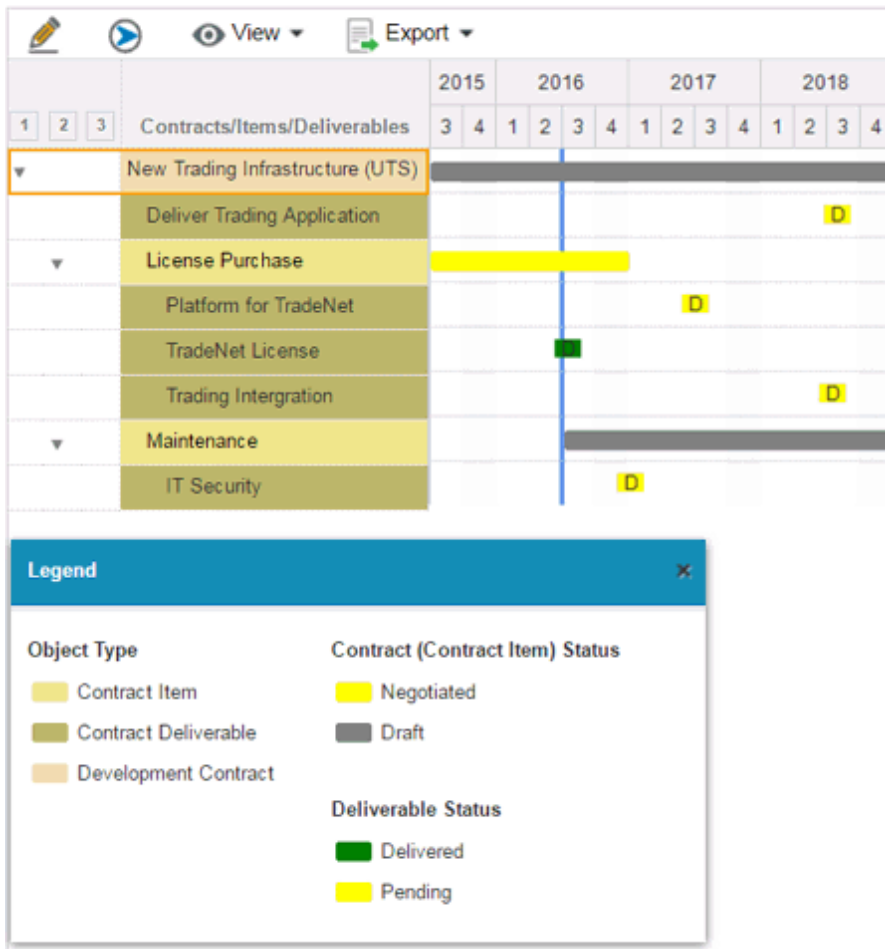 View Export
2015 2016 2017 2018
1 2 3 Contracts/Items/Deliverables 3 4 1 2 3 4 1 2 3 4 1 2 3 4
New Trading Infrastructure (UTS)
Deliver Trading Application D
License Purchase
Platform for TradeNet D
TradeNet License D
Trading Intergration D
Maintenance
IT Security D
Legend
Object Type Contract (Contract Item) Status
Contract Item Negotiated
Contract Deliverable Draft
Development Contract
Deliverable Status
Delivered
Pending